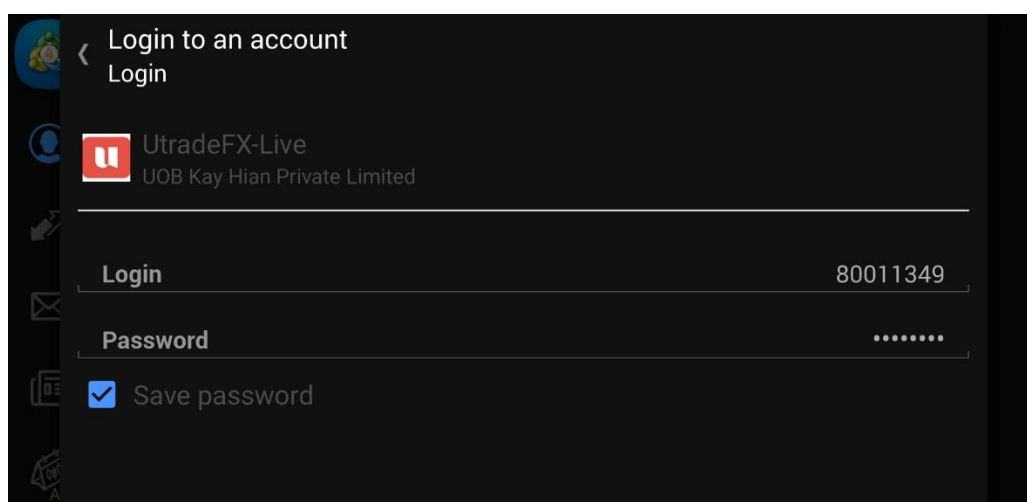 Login to an account
Login
UtradeFX-Live
UOB Kay Hian Private Limited
Login 80011349
Password ••••••••
Save password